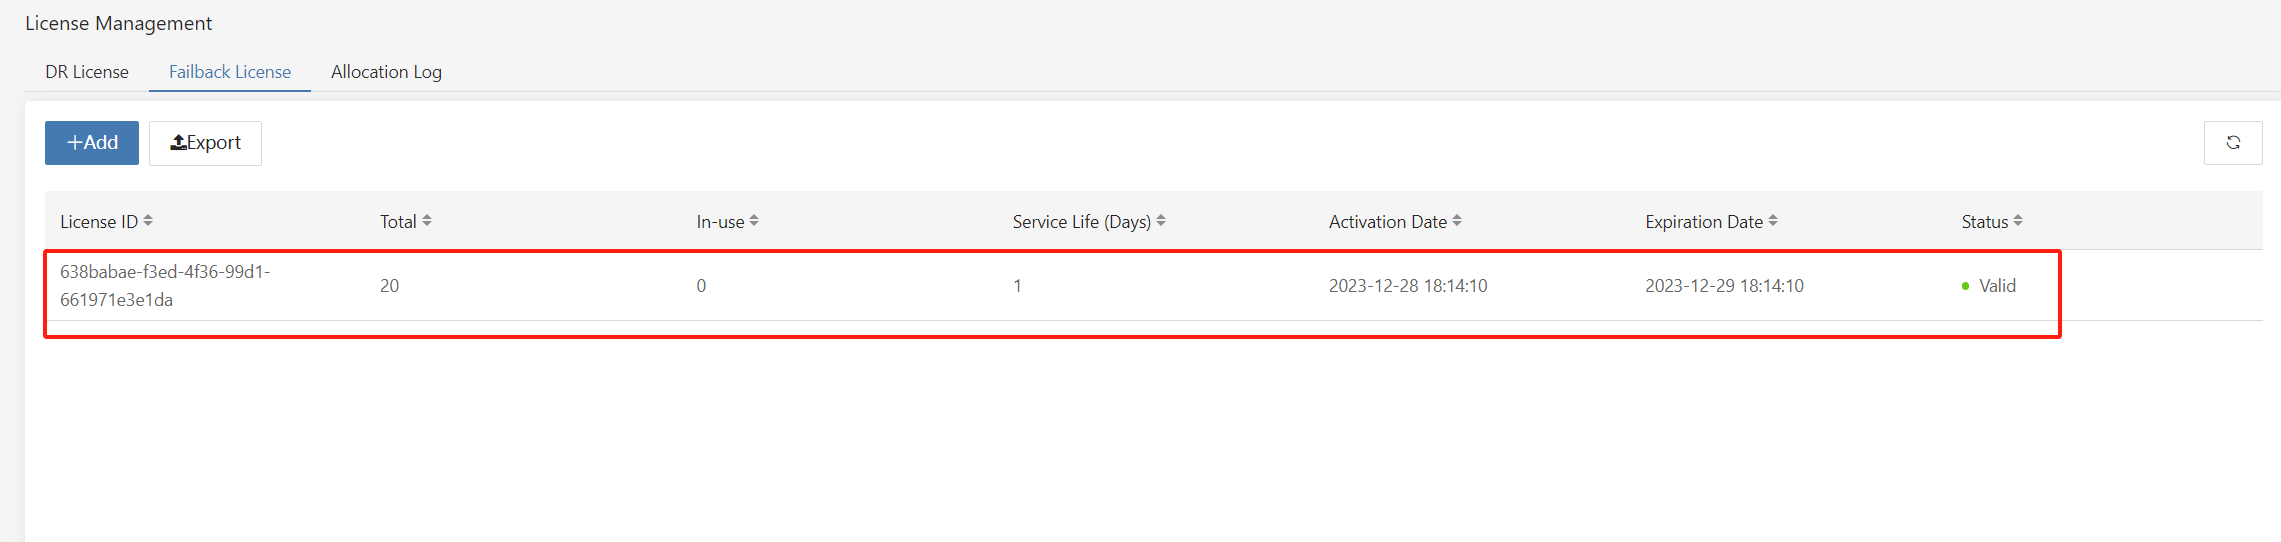 License Management
DR License Failback License Allocation Log
+Add Export
License ID Total In-use Service Life (Days) Activation Date Expiration Date Status
638babae-f3ed-4f36-99d1-
661971e3e1da 20 0 1 2023-12-28 18:14:10 2023-12-29 18:14:10 Valid